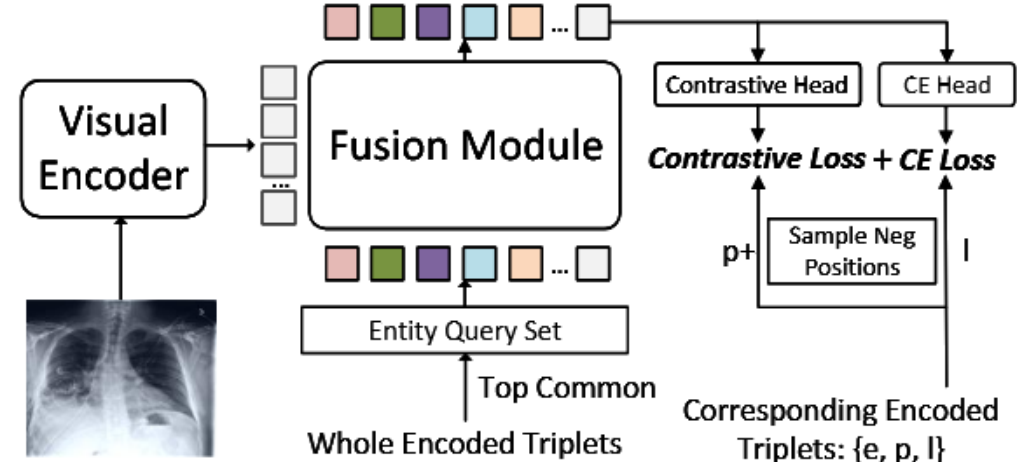 ...
Contrastive Head
CE Head
Visual
Encoder
Fusion Module
...
Contrastive Loss + CE Loss
p+
Sample Neg
Positions
l
...
Entity Query Set
Top Common
Whole Encoded Triplets
Corresponding Encoded
Triplets: {e, p, l}